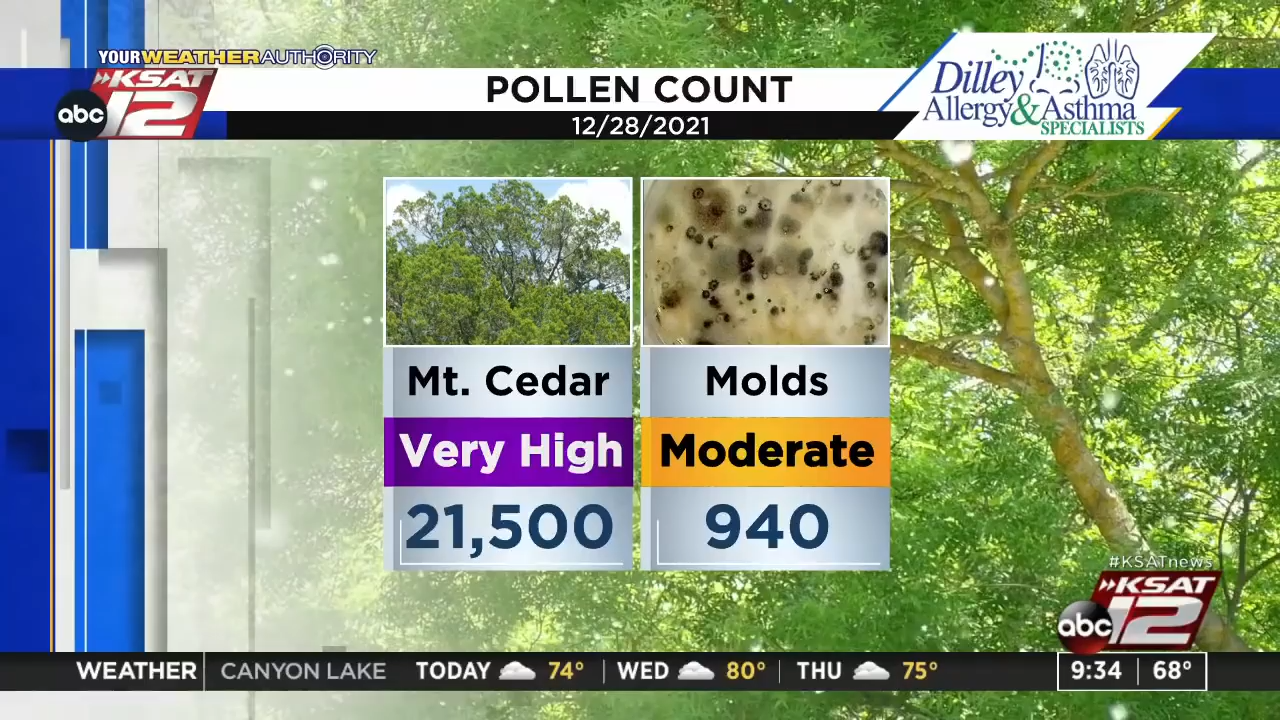 YOURWEATHERAUTHORITY
KSAT
abc 12
POLLEN COUNT
12/28/2021
Dilley
Allergy&Asthma
SPECIALISTS
Mt. Cedar
Molds
Very High
Moderate
21,500
940
#KSATnews
KSAT
abc 12
WEATHER CANYON LAKE TODAY 74° WED 80° THU 75° 9:34 68°